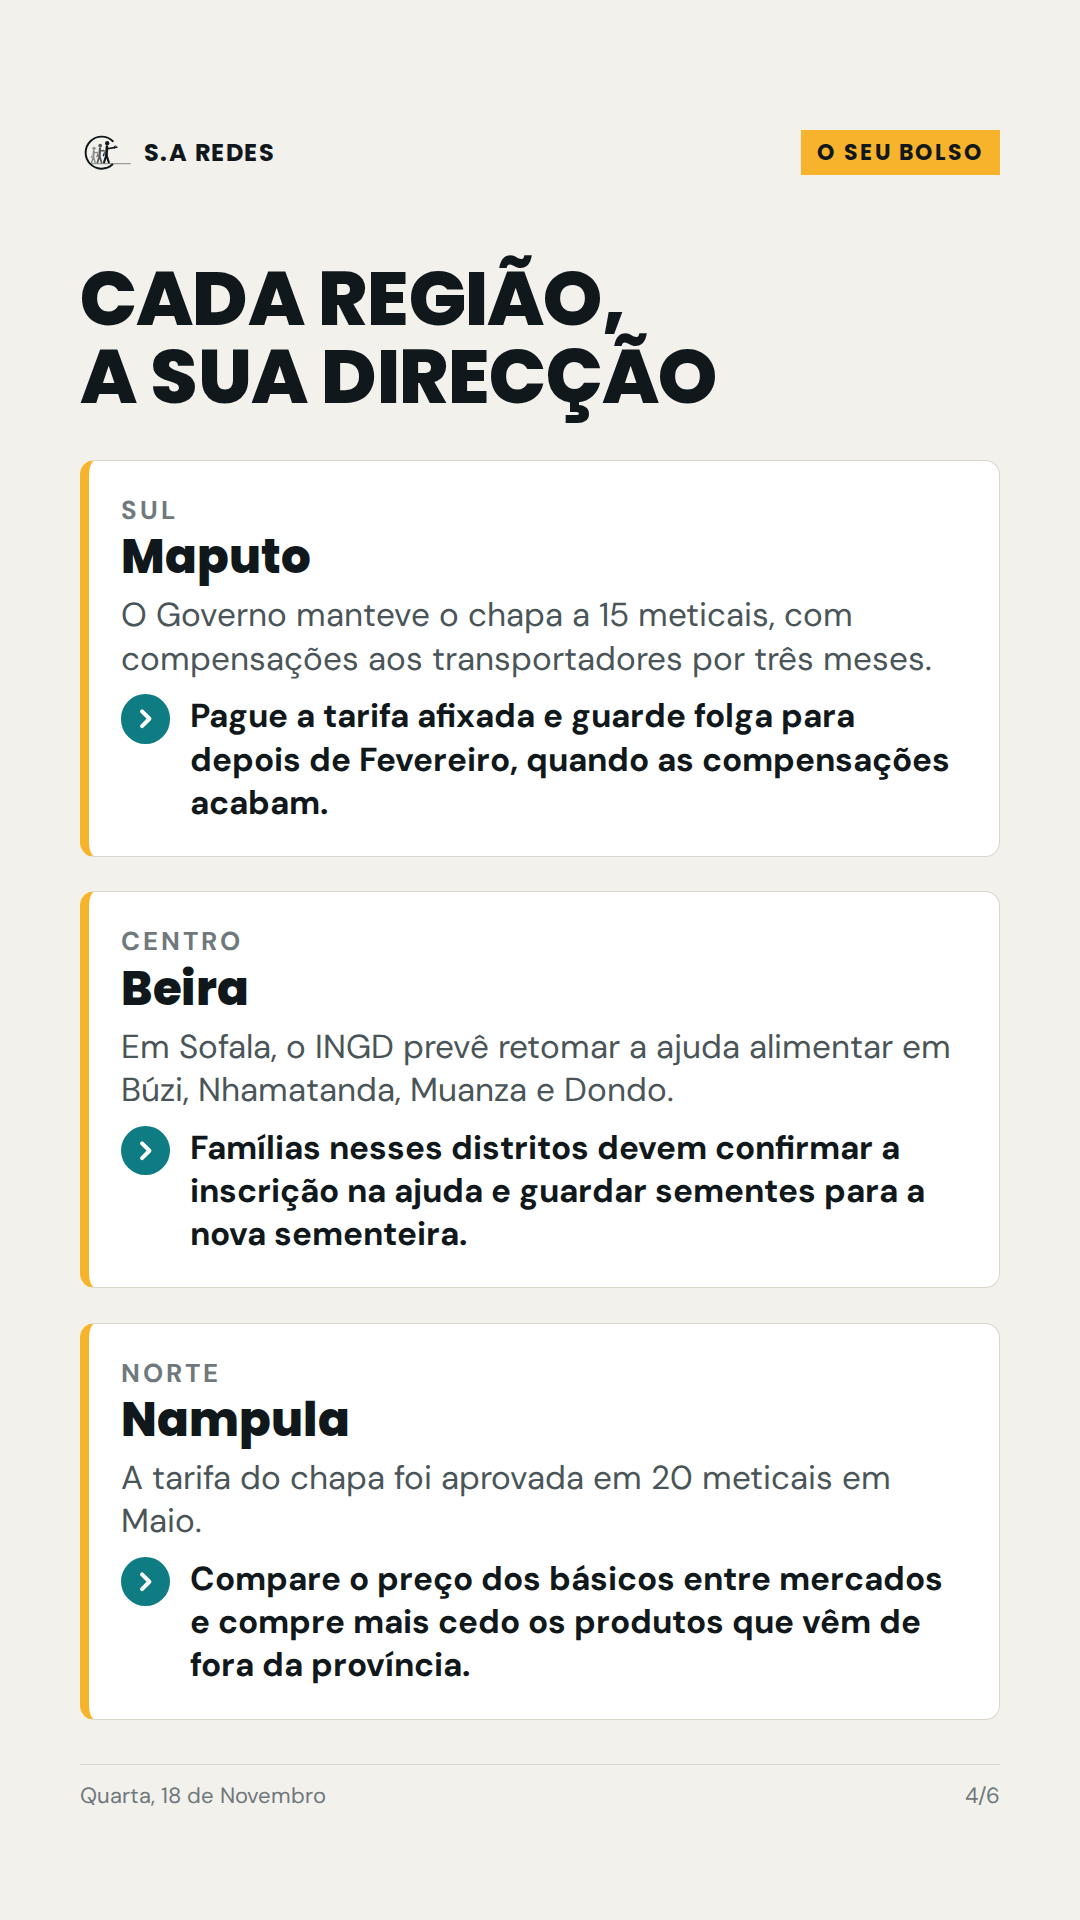 S.A REDES
O SEU BOLSO
CADA REGIÃO,
A SUA DIRECÇÃO
SUL
Maputo
O Governo manteve o chapa a 15 meticais, com
compensações aos transportadores por três meses.
Pague a tarifa afixada e guarde folga para
depois de Fevereiro, quando as compensações
acabam.
CENTRO
Beira
Em Sofala, o INGD prevê retomar a ajuda alimentar em
Búzi, Nhamatanda, Muanza e Dondo.
Famílias nesses distritos devem confirmar a
inscrição na ajuda e guardar sementes para a
nova sementeira.
NORTE
Nampula
A tarifa do chapa foi aprovada em 20 meticais em
Maio.
Compare o preço dos básicos entre mercados
e compre mais cedo os produtos que vêm de
fora da província.
Quarta, 18 de Novembro
4/6